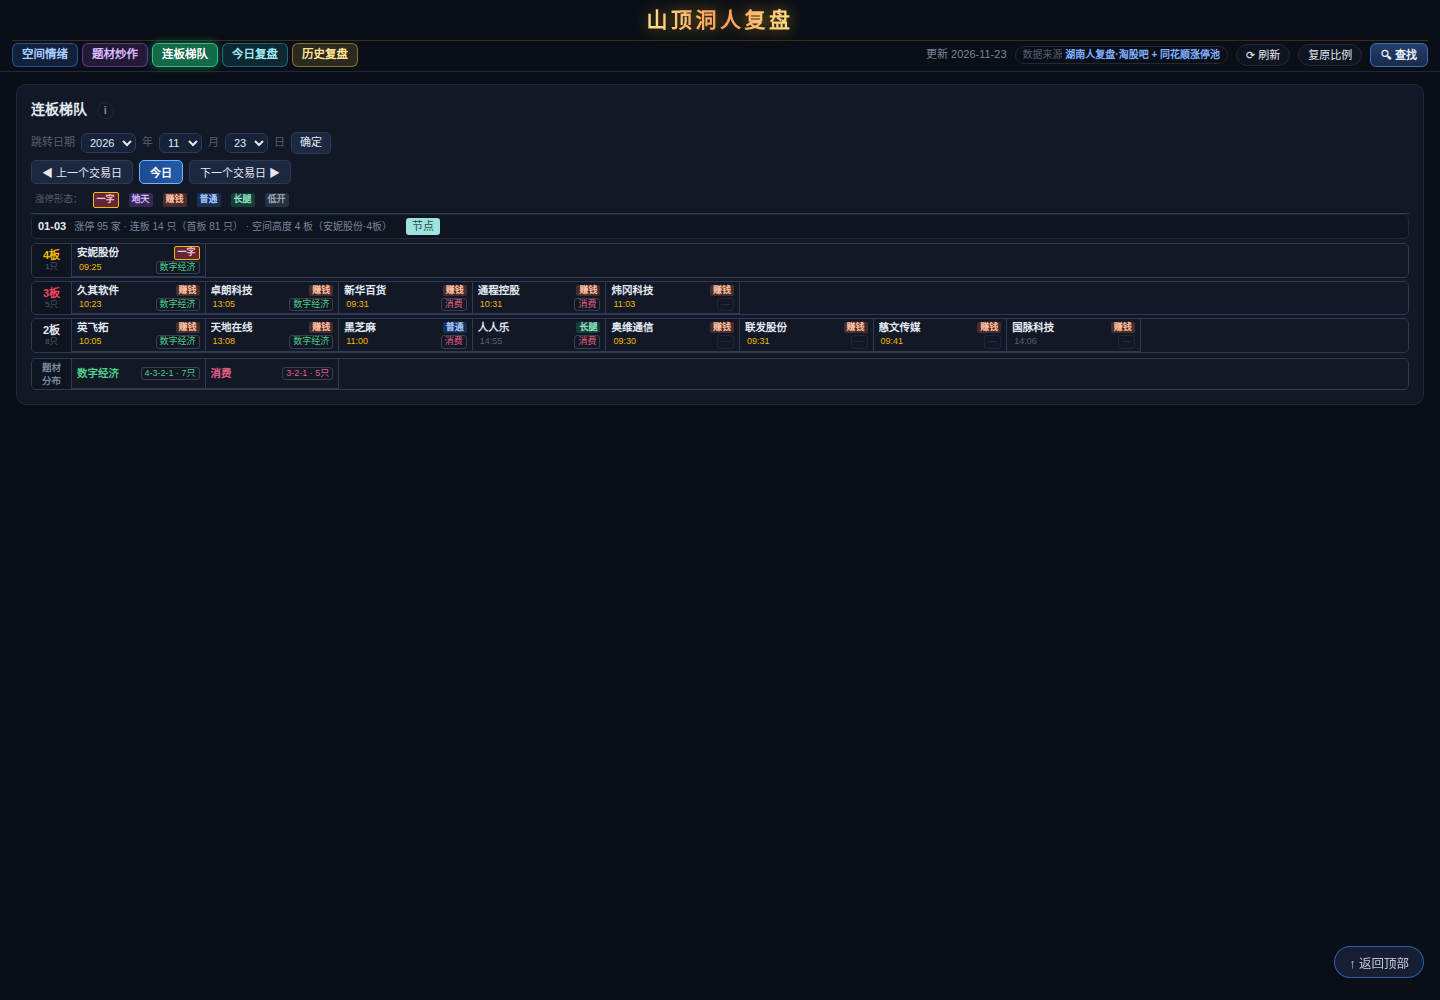 山顶洞人复盘
空间情绪 题材炒作 连板梯队 今日复盘 历史复盘 更新 2026-11-23 数据来源 湖南人复盘·淘股吧 + 同花顺涨停池 ⟳ 刷新 复原比例 🔍 查找
连板梯队 i
跳转日期 2026 年 11 月 23 日 确定
◀ 上一个交易日 今日 下一个交易日 ▶
涨停形态： 一字 地天 赚钱 普通 长腿 低开
01-03 涨停 95 家 · 连板 14 只（首板 81 只） · 空间高度 4 板（安妮股份·4板） 节点
4板 安妮股份 一字
1只 09:25 数字经济
3板 久其软件 赚钱 卓朗科技 赚钱 新华百货 赚钱 通程控股 赚钱 炜冈科技 赚钱
5只 10:23 数字经济 13:05 数字经济 09:31 消费 10:31 消费 11:03 —
2板 英飞拓 赚钱 天地在线 赚钱 黑芝麻 普通 人人乐 长腿 奥维通信 赚钱 联发股份 赚钱 慈文传媒 赚钱 国脉科技 赚钱
8只 10:05 数字经济 13:08 数字经济 11:00 消费 14:55 消费 09:30 — 09:31 — 09:41 — 14:06 —
题材 数字经济 4-3-2-1 · 7只 消费 3-2-1 · 5只
分布
↑ 返回顶部